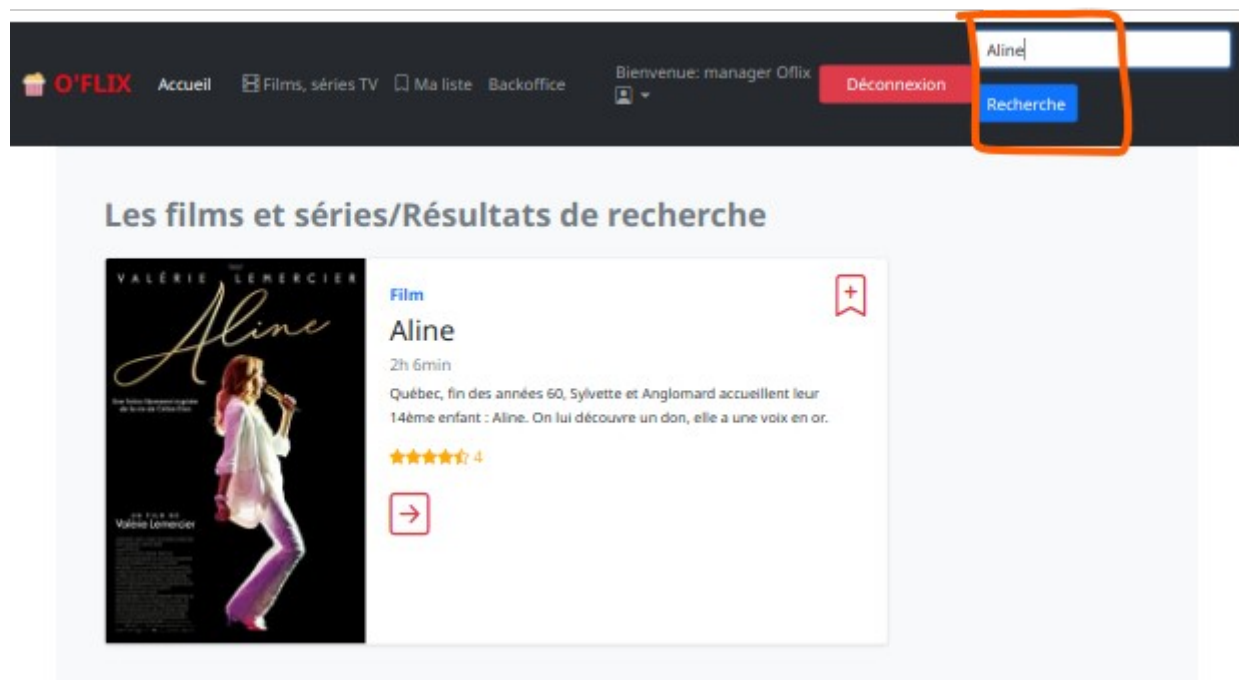 Aline
O'FLIX Accueil Films, séries TV Ma liste Backoffice Bienvenue: manager Oflix Déconnexion
Recherche
Les films et séries/Résultats de recherche
VALÉRIE LEMERCIER
Aline
UN FILM DE
Valérie Lemercier
Film
Aline
2h 6min
Québec, fin des années 60, Sylvette et Anglomard accueillent leur
14ème enfant : Aline. On lui découvre un don, elle a une voix en or.
4